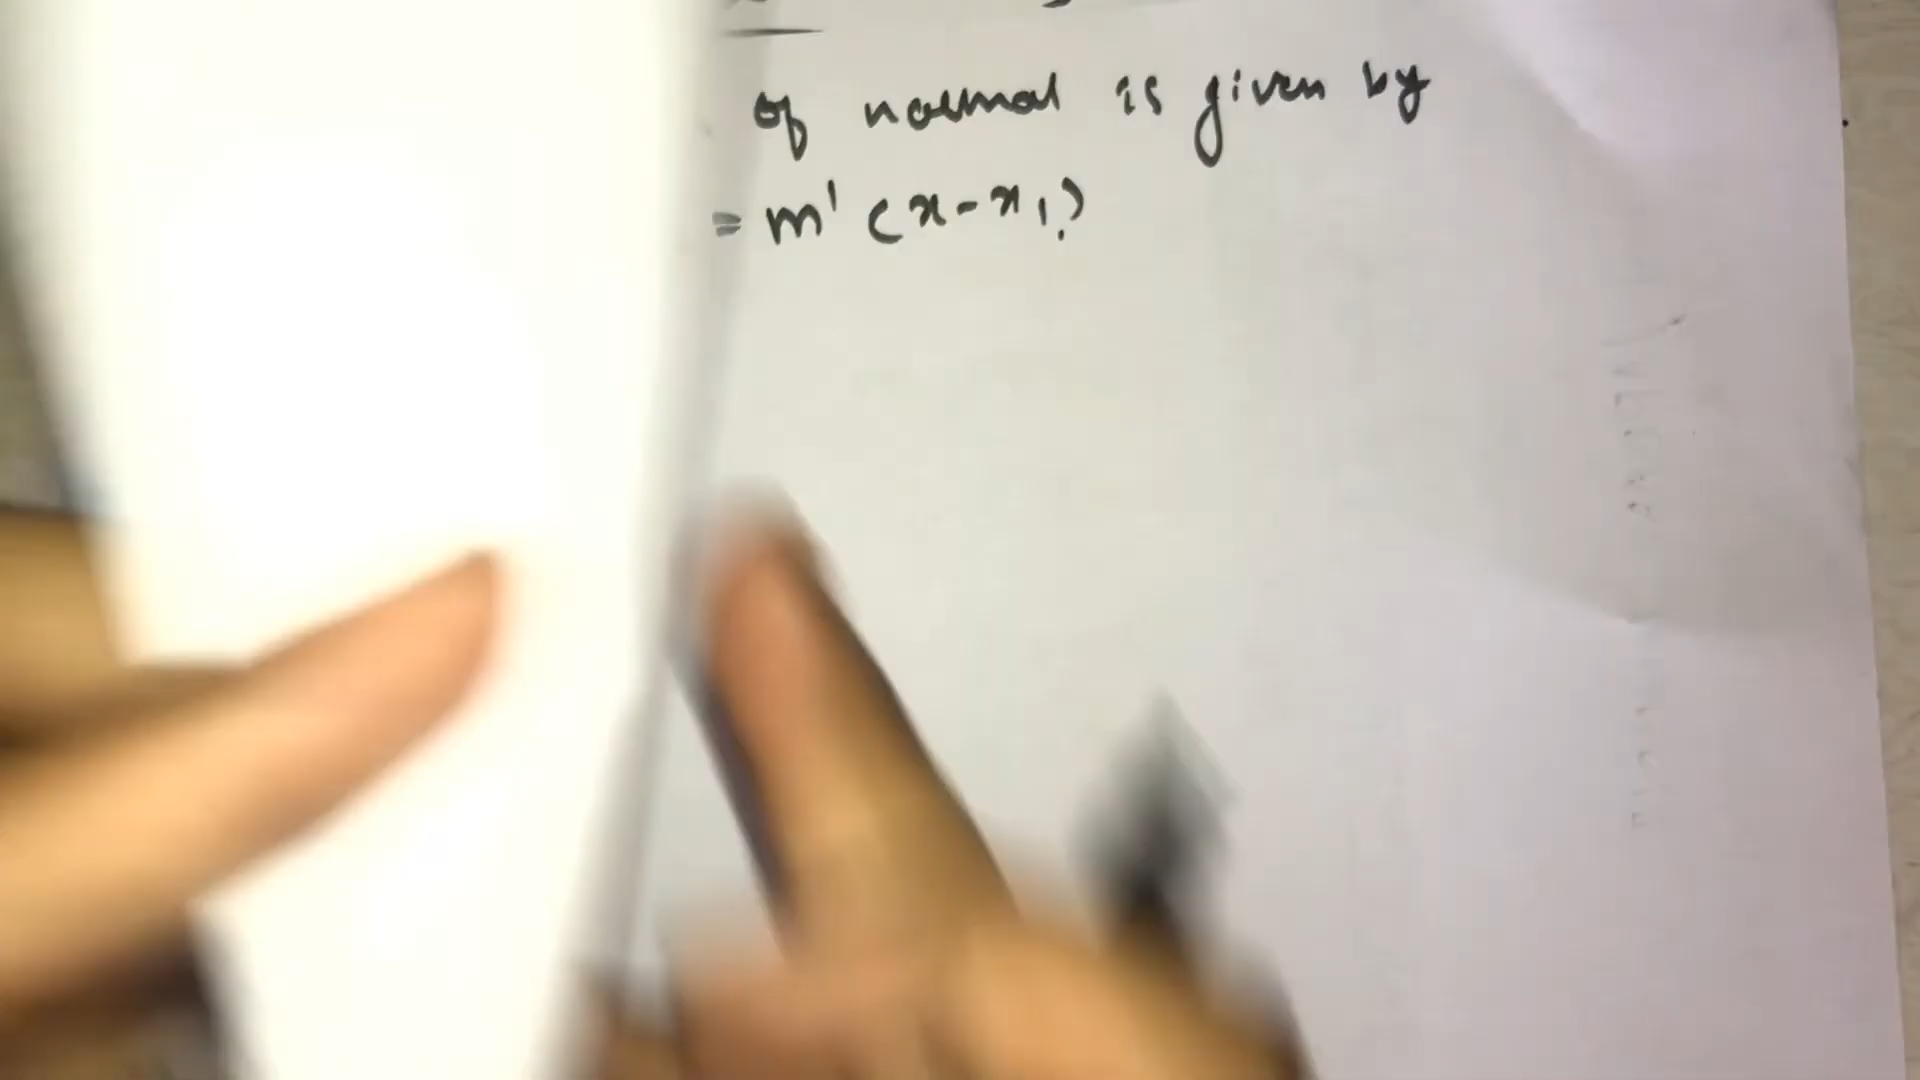 of normal is given by
= m' (x-x₁)